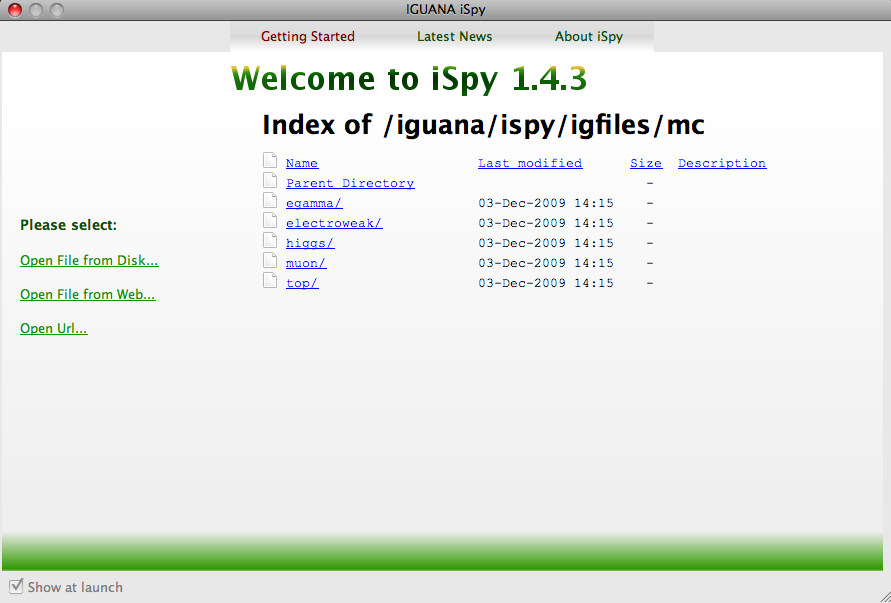 IGUANA iSpy
Getting Started Latest News About iSpy
Welcome to iSpy 1.4.3
Index of /iguana/ispy/igfiles/mc
Name Last modified Size Description
Parent Directory -
egamma/ 03-Dec-2009 14:15 -
electroweak/ 03-Dec-2009 14:15 -
higgs/ 03-Dec-2009 14:15 -
muon/ 03-Dec-2009 14:15 -
top/ 03-Dec-2009 14:15 -
Please select:
Open File from Disk...
Open File from Web...
Open Url...
Show at launch